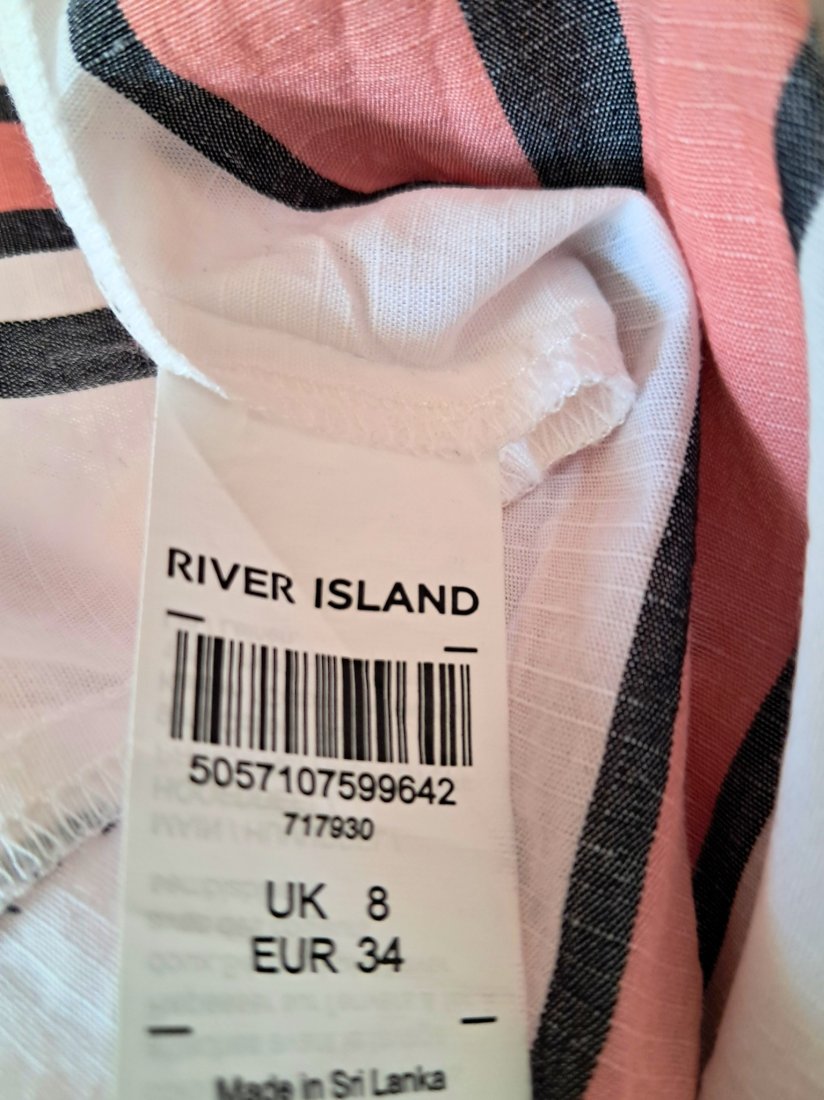 RIVER ISLAND
5057107599642
717930
UK 8
EUR 34
Made in Sri Lanka